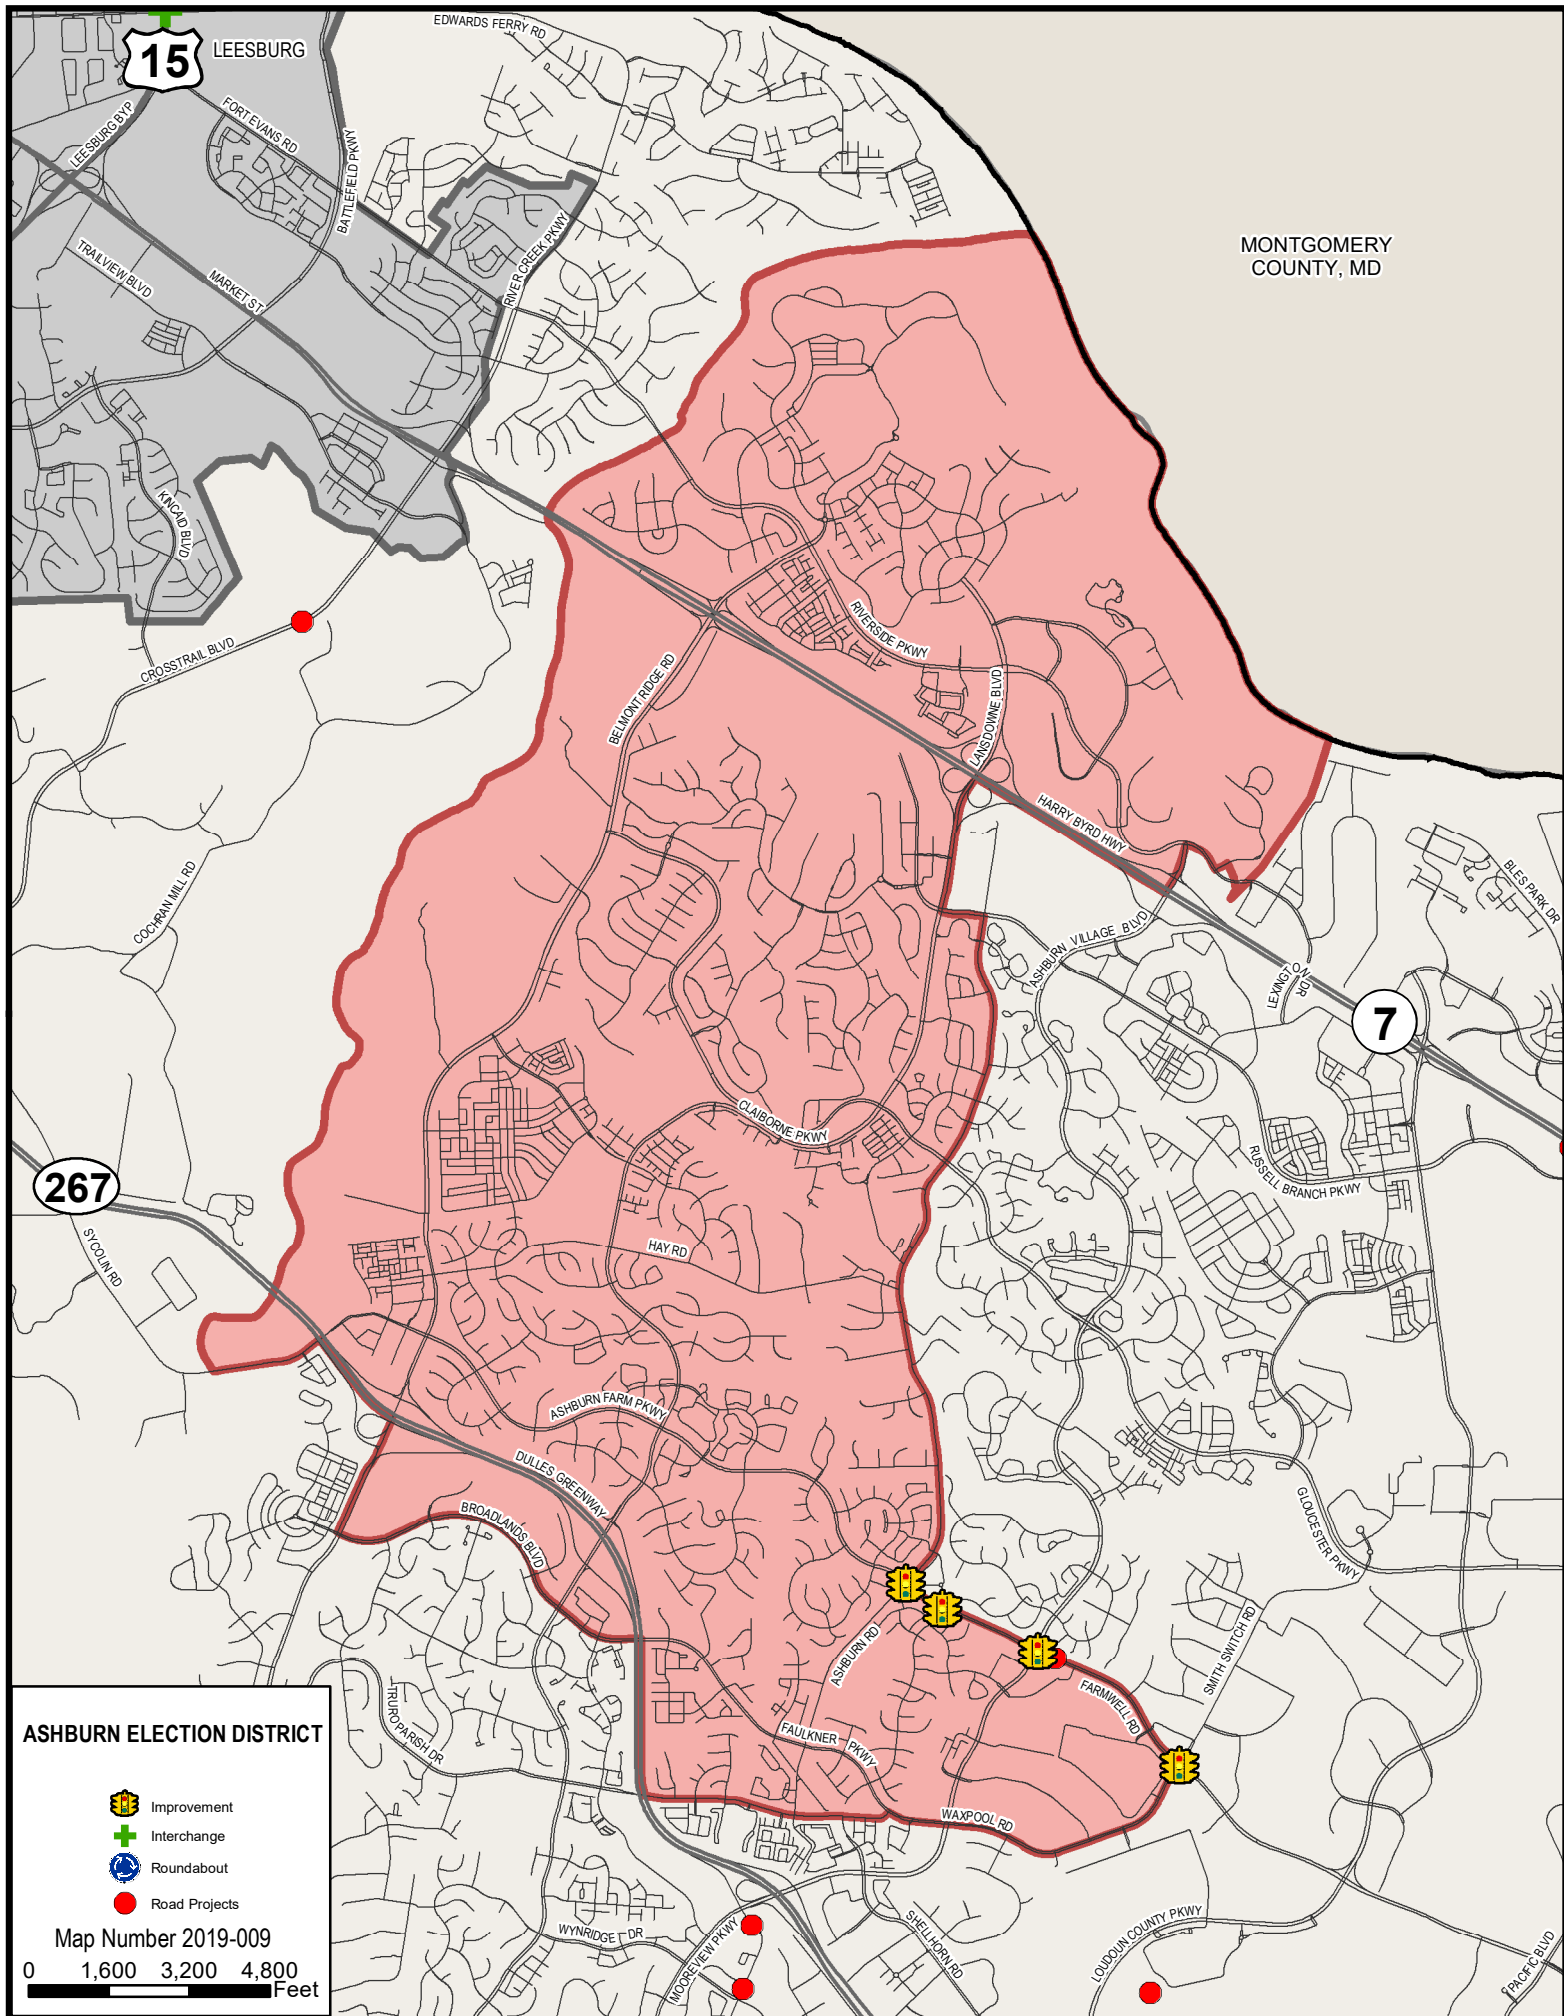 EDWARDS FERRY RD
15
LEESBURG
LEESBURG BYP
FORT EVANS RD
BATTLEFIELD PKWY
RIVER CREEK PKWY
MONTGOMERY
COUNTY, MD
TRAILVIEW BLVD
MARKET ST
KINCAID BLVD
CROSSTRAIL BLVD
RIVERSIDE PKWY
BELMONT RIDGE RD
LANSDOWNE BLVD
HARRY BYRD HWY
COCHRAN MILL RD
BLES PARK DR
ASHBURN VILLAGE BLVD
LEXINGTON DR
7
CLAIBORNE PKWY
RUSSELL BRANCH PKWY
267
SYCOLIN RD
HAY RD
ASHBURN FARM PKWY
DULLES GREENWAY
BROADLANDS BLVD
GLOUCESTER PKWY
ASHBURN RD
SMITH SWITCH RD
FARMWELL RD
TRURO PARISH DR
FAULKNER PKWY
WAXPOOL RD
WYNRIDGE DR
MOOREVIEW PKWY
SHELLHORN RD
LOUDOUN COUNTY PKWY
PACIFIC BLVD
ASHBURN ELECTION DISTRICT
Improvement
Interchange
Roundabout
Road Projects
Map Number 2019-009
0 1,600 3,200 4,800
Feet